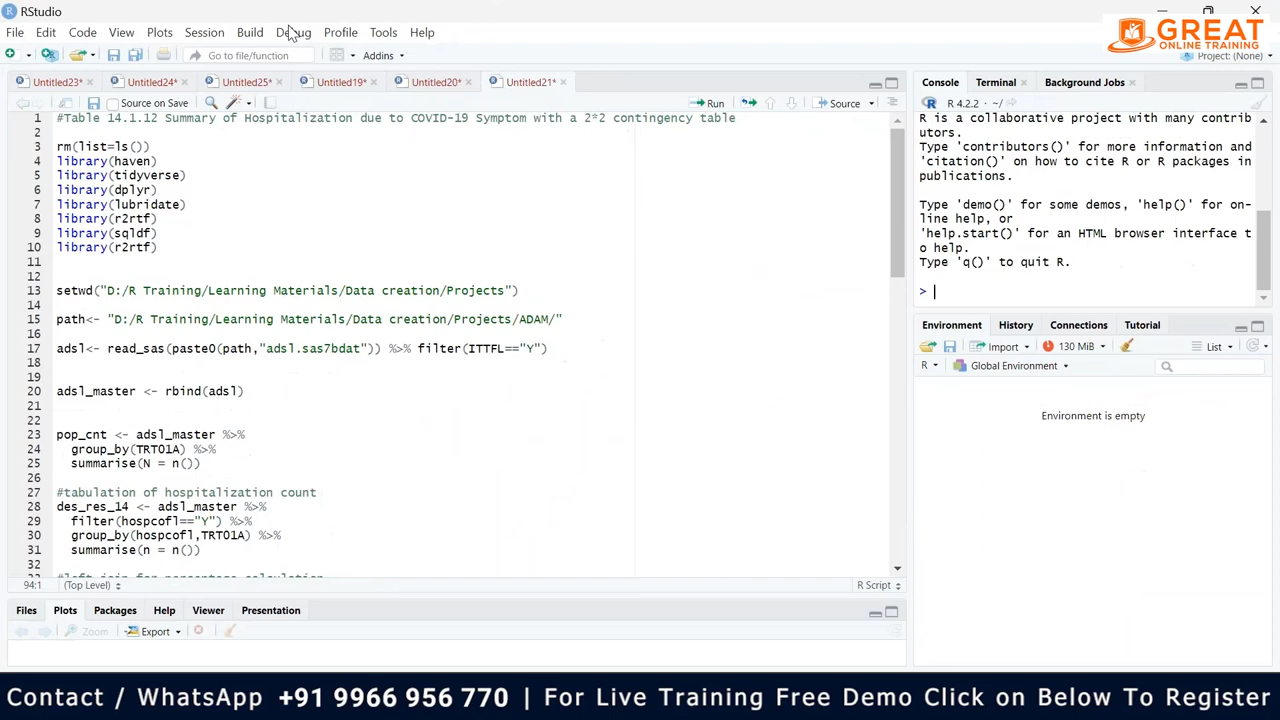 RStudio
File Edit Code View Plots Session Build Debug Profile Tools Help
GREAT
ONLINE TRAINING
Go to file/function
Addins
Project: (None)
Untitled23* Untitled24* Untitled25* Untitled19* Untitled20* Untitled21*
Source on Save
Run
Source
1 #Table 14.1.12 Summary of Hospitalization due to COVID-19 Symptom with a 2*2 contingency table
2
3 rm(list=ls())
4 library(haven)
5 library(tidyverse)
6 library(dplyr)
7 library(lubridate)
8 library(r2rtf)
9 library(sqldf)
10 library(r2rtf)
11
12
13 setwd("D:/R Training/Learning Materials/Data creation/Projects")
14
15 path<- "D:/R Training/Learning Materials/Data creation/Projects/ADAM/"
16
17 adsl<- read_sas(paste0(path,"adsl.sas7bdat")) %>% filter(ITTFL=="Y")
18
19
20 adsl_master <- rbind(adsl)
21
22
23 pop_cnt <- adsl_master %>%
24 group_by(TRT01A) %>%
25 summarise(N = n())
26
27 #tabulation of hospitalization count
28 des_res_14 <- adsl_master %>%
29 filter(hospcofl=="Y") %>%
30 group_by(hospcofl,TRT01A) %>%
31 summarise(n = n())
32
33 #left join for percentage calculation
94:1 (Top Level) R Script
Files Plots Packages Help Viewer Presentation
Zoom Export
Console Terminal Background Jobs
R 4.2.2 · ~/
R is a collaborative project with many contrib
utors.
Type 'contributors()' for more information and
'citation()' on how to cite R or R packages in
publications.
Type 'demo()' for some demos, 'help()' for on-
line help, or
'help.start()' for an HTML browser interface t
o help.
Type 'q()' to quit R.
>
Environment History Connections Tutorial
Import 130 MiB List
R Global Environment
Environment is empty
Contact / WhatsApp +91 9966 956 770 | For Live Training Free Demo Click on Below To Register